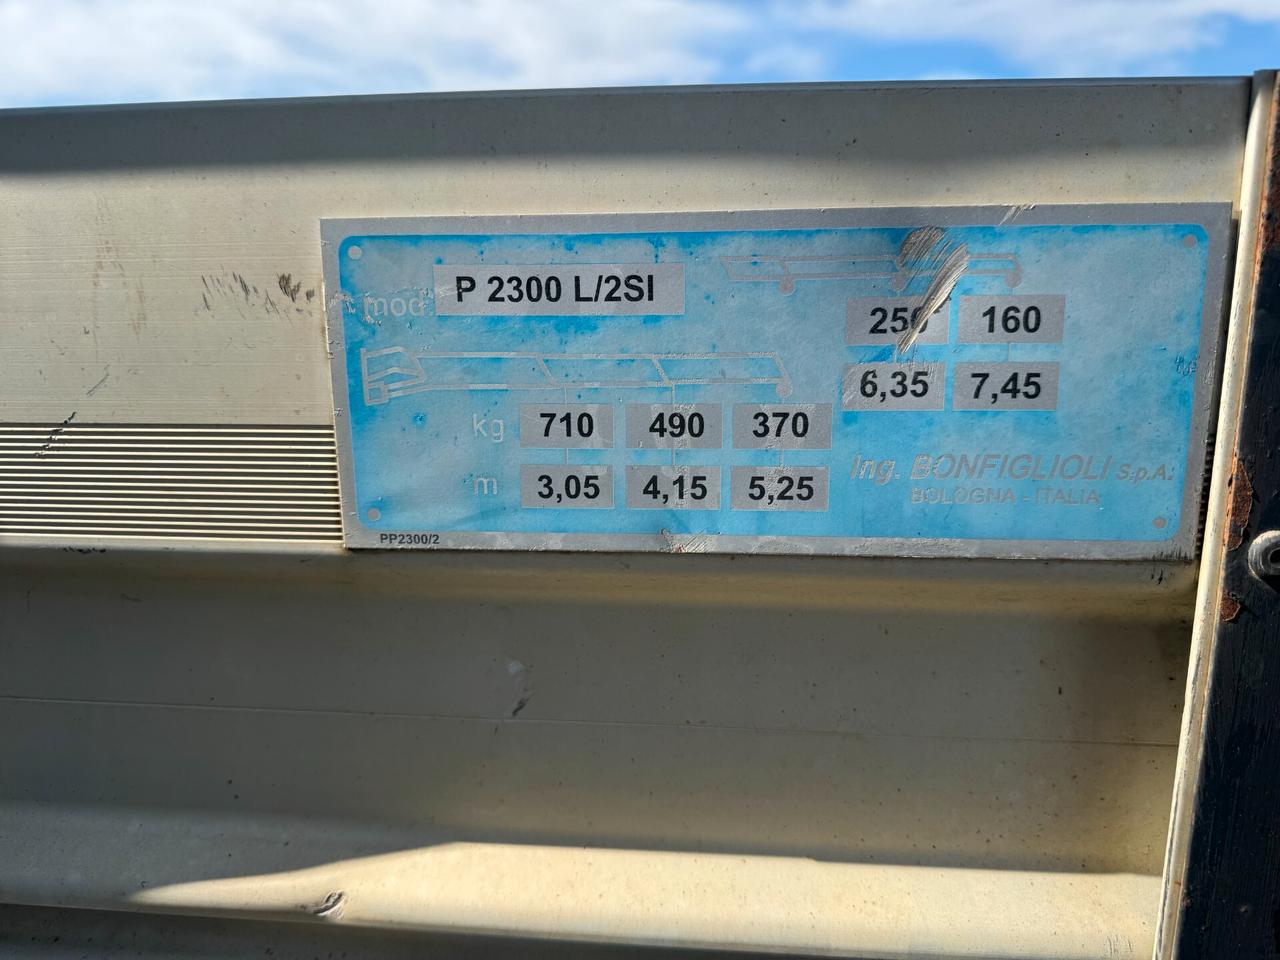 mod. P 2300 L/2SI
250 160
6,35 7,45
kg 710 490 370
m 3,05 4,15 5,25
Ing. BONFIGLIOLI S.p.A.
BOLOGNA - ITALIA
PP2300/2